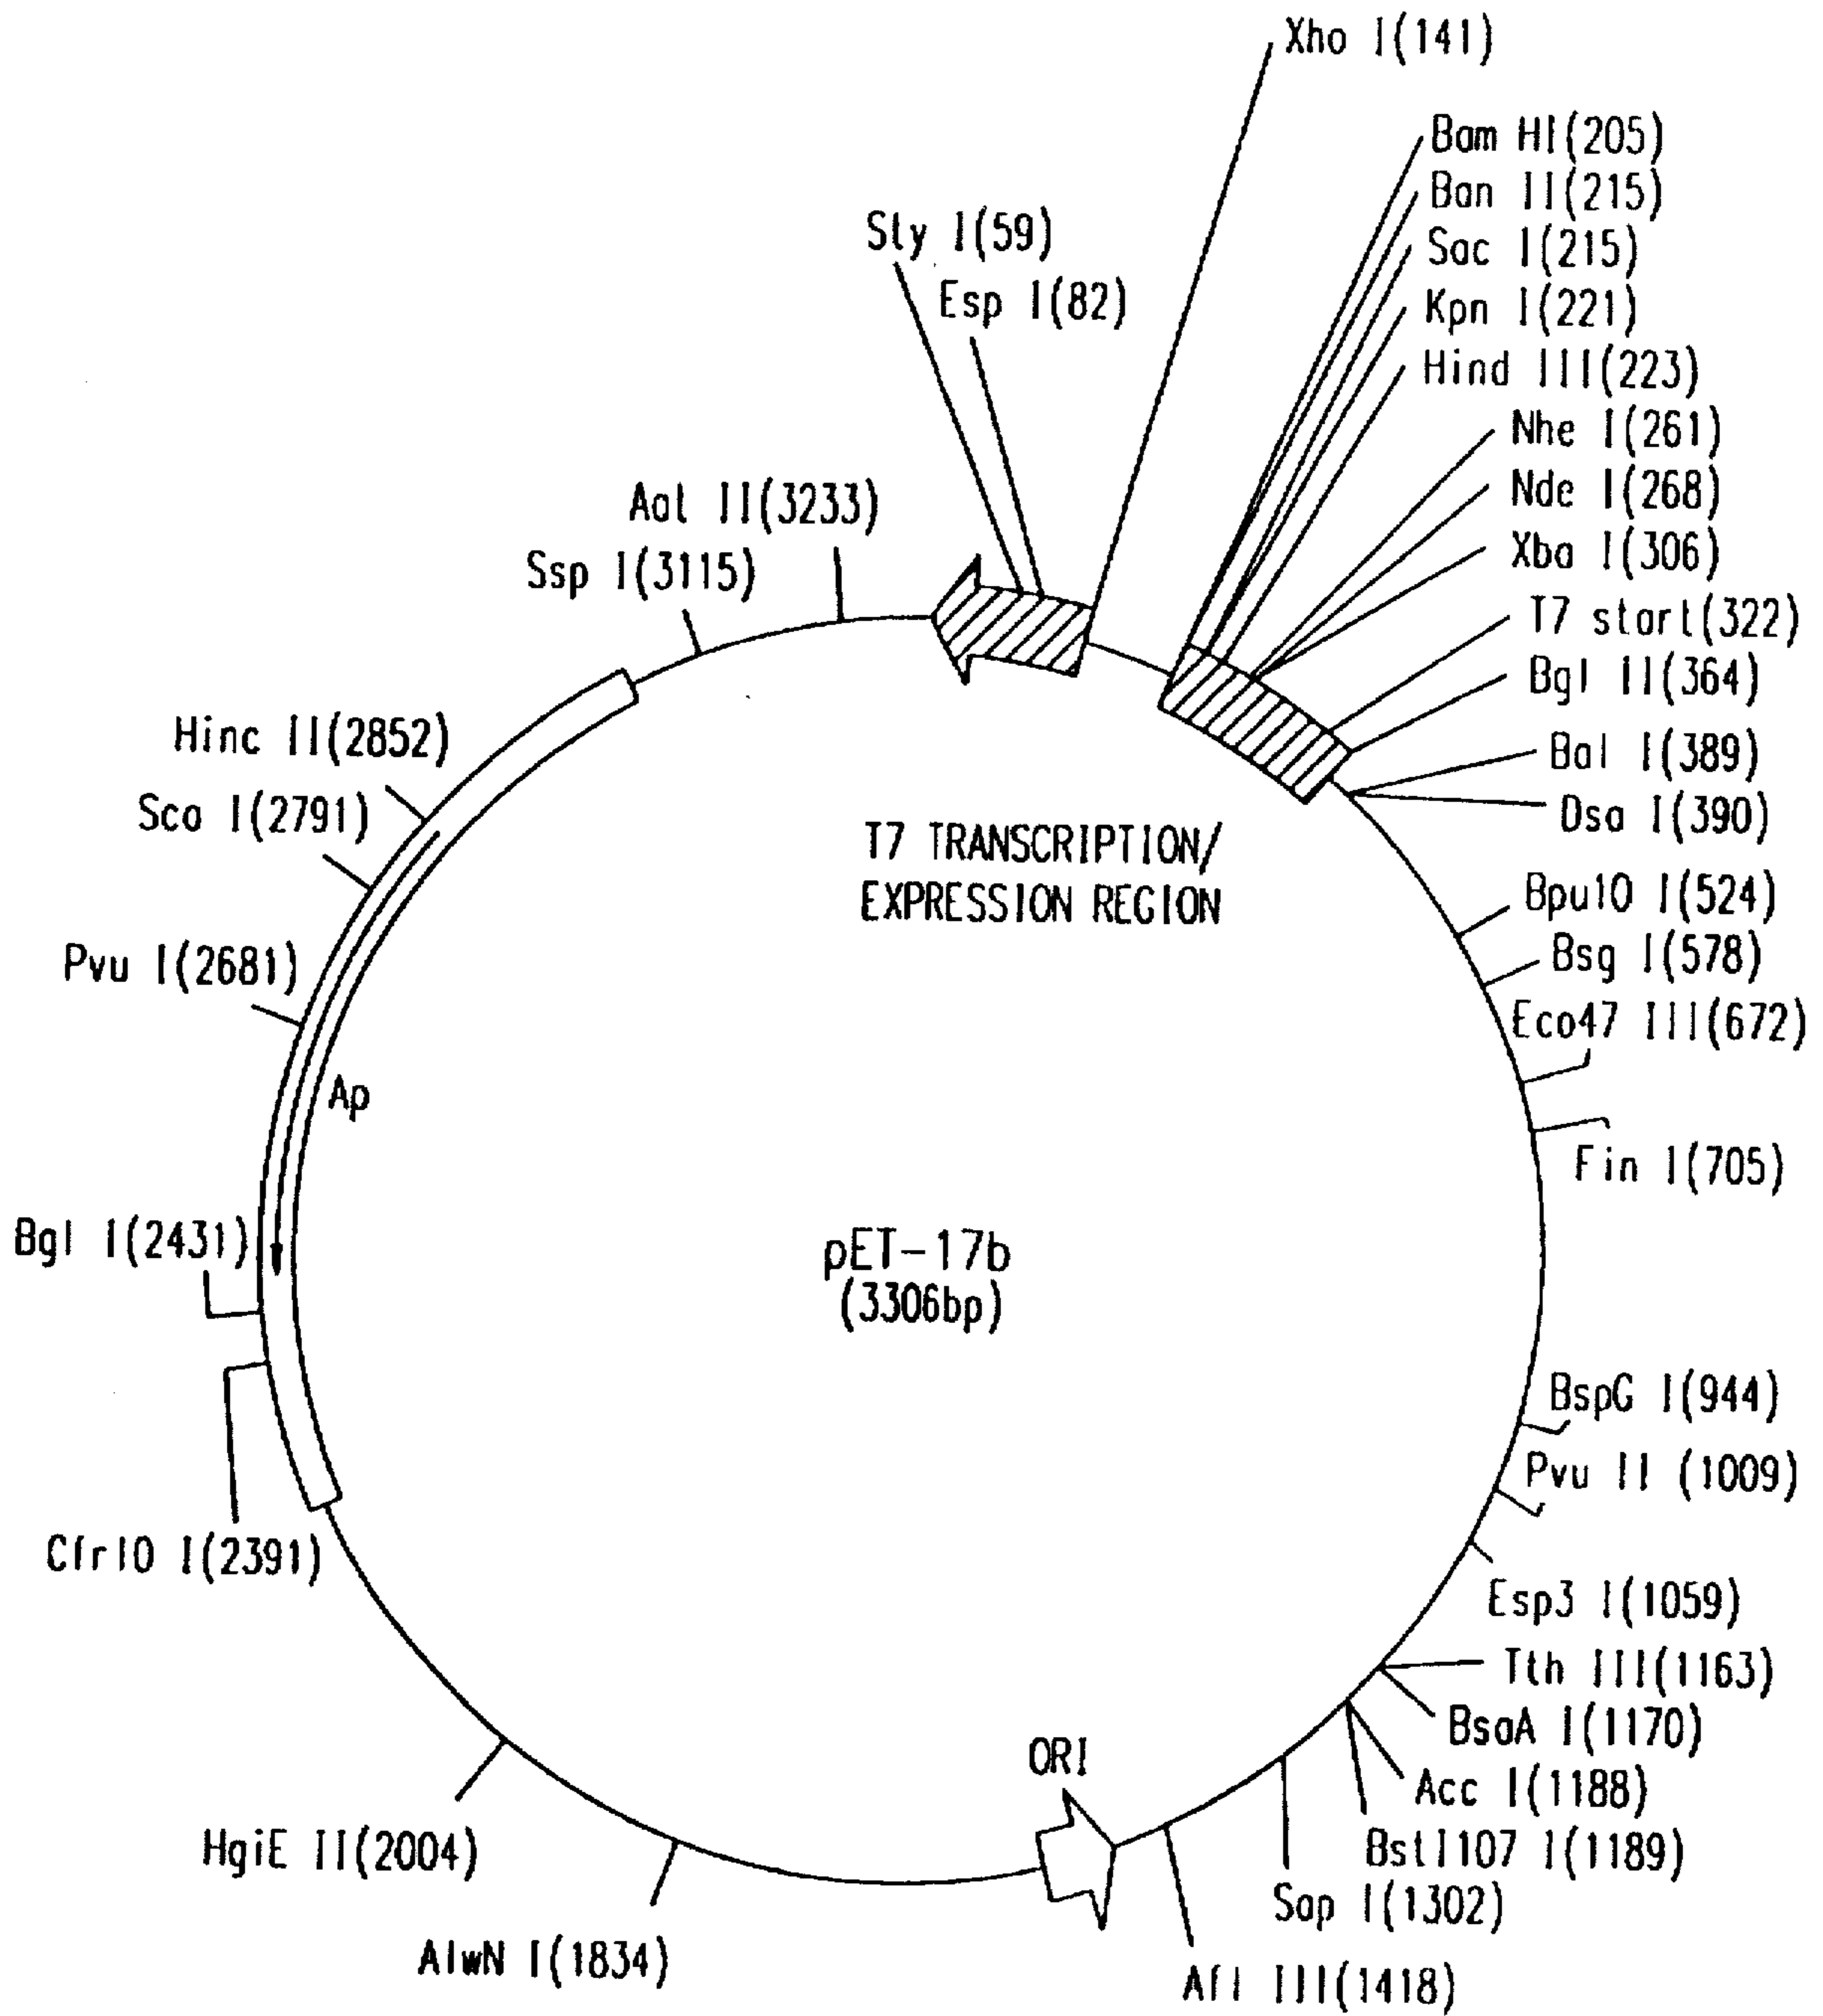 Xho I(141)
Bam HI(205)
Ban II(215)
Sac I(215)
Kpn I(221)
Hind III(223)
Nhe I(261)
Nde I(268)
Xba I(306)
T7 start(322)
Bgl II(364)
Bal I(389)
Dsa I(390)
Bpu10 I(524)
Bsg I(578)
Eco47 III(672)
Fin I(705)
BspG I(944)
Pvu II (1009)
Esp3 I(1059)
Tth III(1163)
BsaA I(1170)
Acc I(1188)
Bst1107 I(1189)
Sap I(1302)
Afl III(1418)
ORI
AlwN I(1834)
HgiE II(2004)
Cfr10 I(2391)
Bgl I(2431)
Ap
Pvu I(2681)
Sca I(2791)
Hinc II(2852)
Ssp I(3115)
Aat II(3233)
Sty I(59)
Esp I(82)
T7 TRANSCRIPTION/
EXPRESSION REGION
pET-17b
(3306bp)